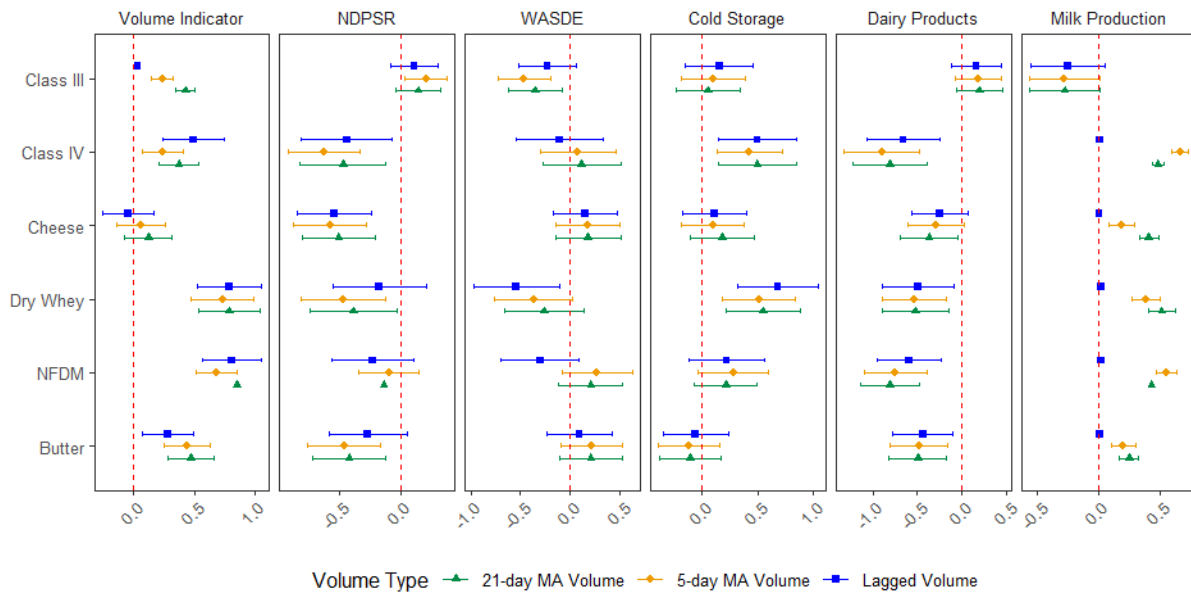 Volume Indicator NDPSR WASDE Cold Storage Dairy Products Milk Production
Class III
Class IV
Cheese
Dry Whey
NFDM
Butter
0.0 0.5 1.0 -0.5 0.0 -1.0 -0.5 0.0 0.5 0.0 0.5 1.0 -1.0 -0.5 0.0 0.5 -0.5 0.0 0.5
Volume Type 21-day MA Volume 5-day MA Volume Lagged Volume